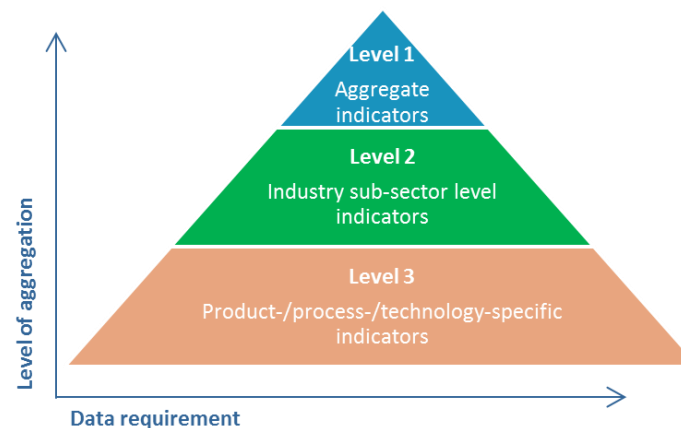 Level 1
Aggregate
indicators
Level 2
Industry sub-sector level
indicators
Level 3
Product-/process-/technology-specific
indicators
Level of aggregation
Data requirement